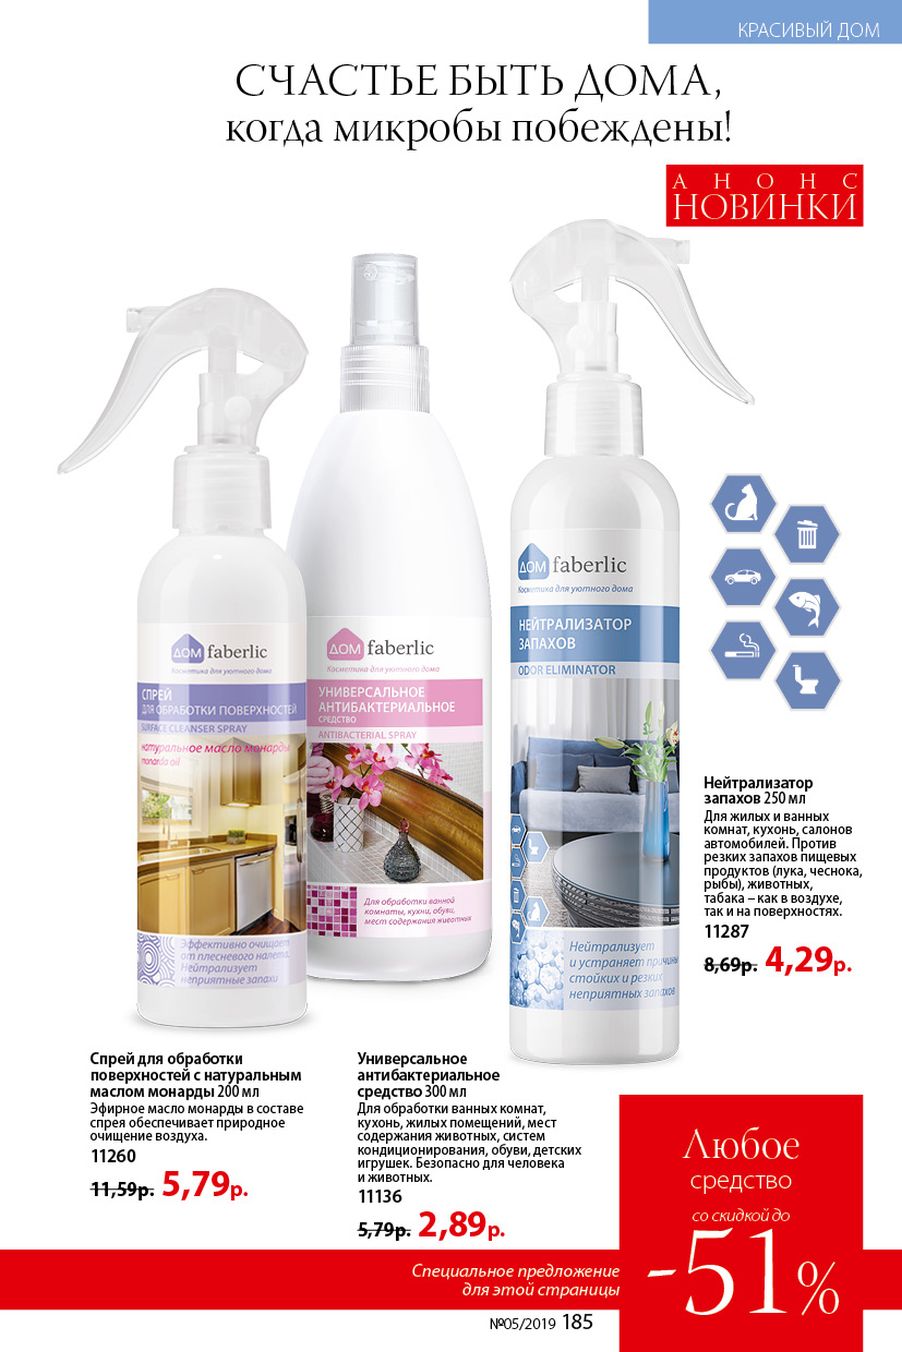 КРАСИВЫЙ ДОМ
СЧАСТЬЕ БЫТЬ ДОМА,
когда микробы побеждены!
АНОНС
НОВИНКИ
ДОМ faberlic
Косметика для уютного дома
НЕЙТРАЛИЗАТОР
ЗАПАХОВ
ODOR ELIMINATOR
Нейтрализует
и устраняет причины
стойких и резких
неприятных запахов
ДОМ faberlic
Косметика для уютного дома
УНИВЕРСАЛЬНОЕ
АНТИБАКТЕРИАЛЬНОЕ
СРЕДСТВО
ANTIBACTERIAL SPRAY
Для обработки ванной
комнаты, кухни, обуви,
мест содержания животных
ДОМ faberlic
Косметика для уютного дома
СПРЕЙ
ДЛЯ ОБРАБОТКИ ПОВЕРХНОСТЕЙ
SURFACE CLEANSER SPRAY
натуральное масло монарды
monarda oil
Эффективно очищает
от плесневого налета.
Нейтрализует
неприятные запахи
Нейтрализатор
запахов 250 мл
Для жилых и ванных
комнат, кухонь, салонов
автомобилей. Против
резких запахов пищевых
продуктов (лука, чеснока,
рыбы), животных,
табака – как в воздухе,
так и на поверхностях.
11287
8,69р. 4,29р.
Спрей для обработки
поверхностей с натуральным
маслом монарды 200 мл
Эфирное масло монарды в составе
спрея обеспечивает природное
очищение воздуха.
11260
11,59р. 5,79р.
Универсальное
антибактериальное
средство 300 мл
Для обработки ванных комнат,
кухонь, жилых помещений, мест
содержания животных, систем
кондиционирования, обуви, детских
игрушек. Безопасно для человека
и животных.
11136
5,79р. 2,89р.
Любое
средство
со скидкой до
-51%
Специальное предложение
для этой страницы
№05/2019 185